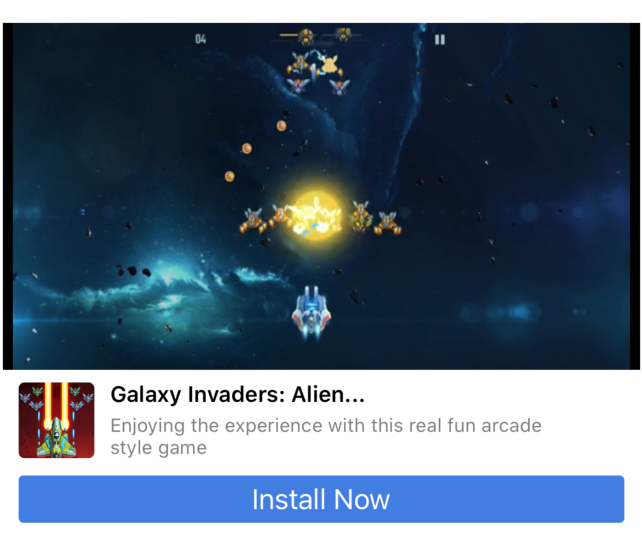 04
Galaxy Invaders: Alien...
Enjoying the experience with this real fun arcade
style game
Install Now